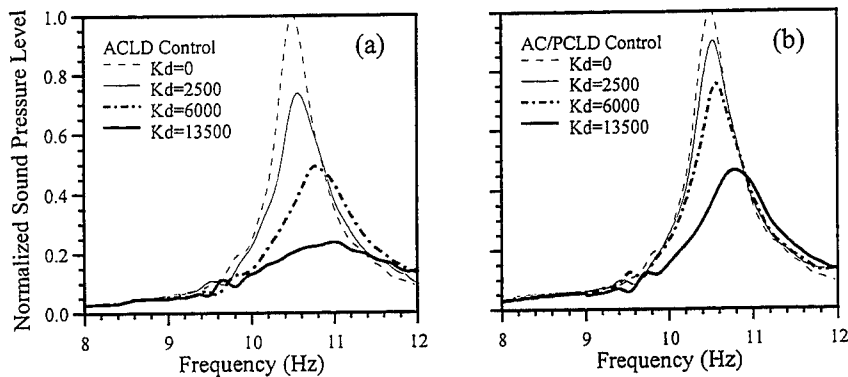 Normalized Sound Pressure Level
1.0
0.8
0.6
0.4
0.2
0.0
(a)
ACLD Control
Kd=0
Kd=2500
Kd=6000
Kd=13500
8 9 10 11 12
Frequency (Hz)
(b)
AC/PCLD Control
Kd=0
Kd=2500
Kd=6000
Kd=13500
8 9 10 11 12
Frequency (Hz)